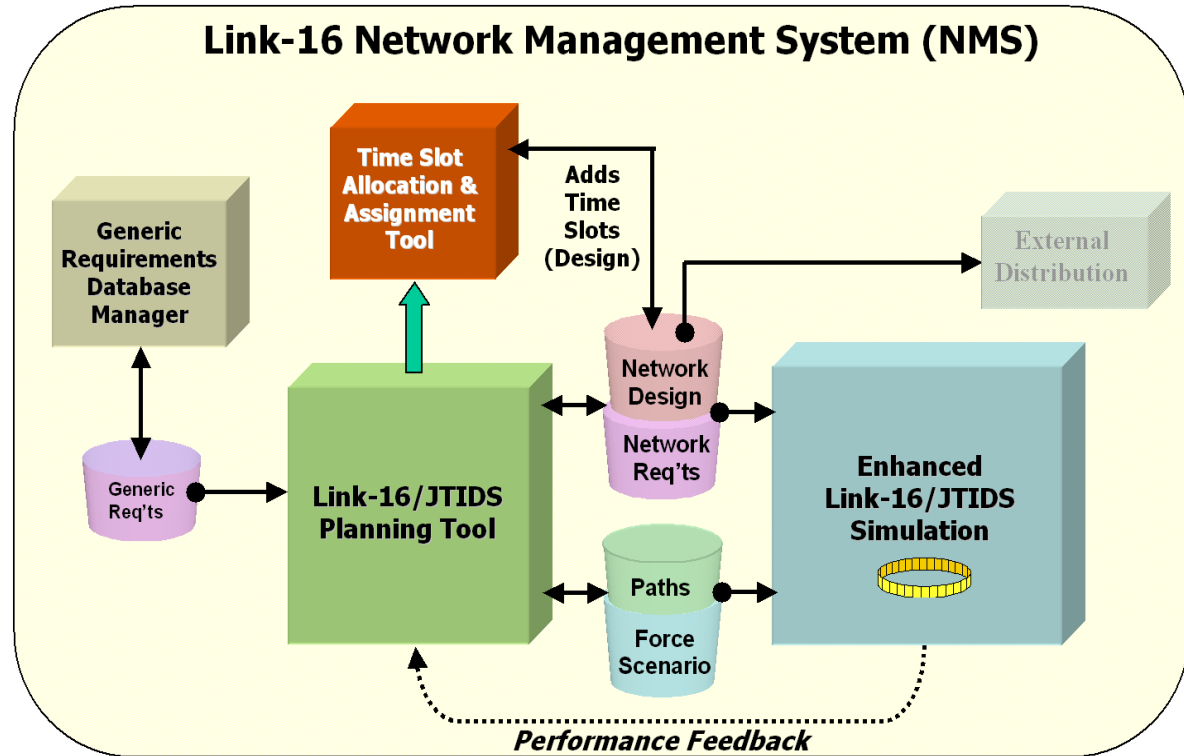 Link-16 Network Management System (NMS)
Time Slot
Allocation &
Assignment
Tool
Adds
Time
Slots
(Design)
Generic
Requirements
Database
Manager
External
Distribution
Network
Design
Network
Req'ts
Generic
Req'ts
Link-16/JTIDS
Planning Tool
Enhanced
Link-16/JTIDS
Simulation
Paths
Force
Scenario
Performance Feedback